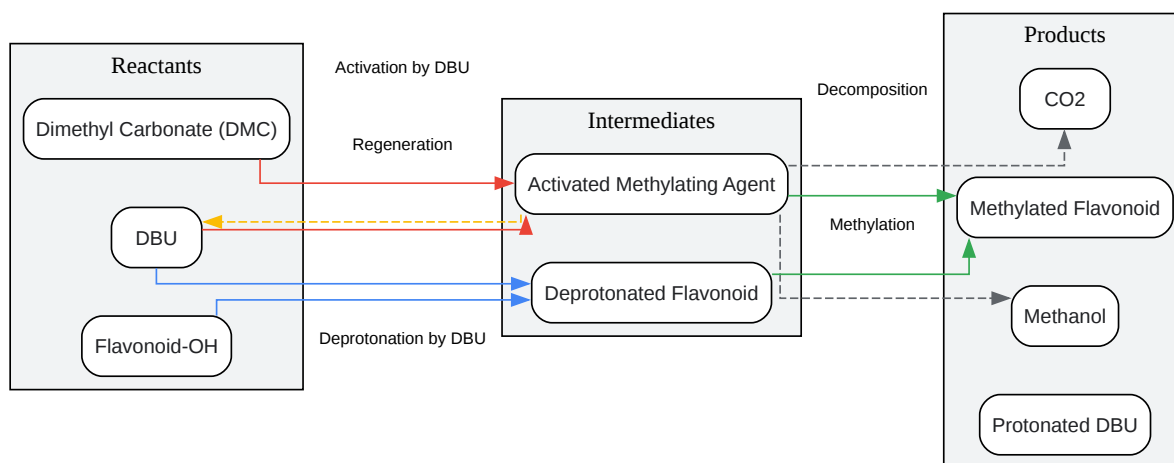 Reactants
Dimethyl Carbonate (DMC)
DBU
Flavonoid-OH
Activation by DBU
Regeneration
Deprotonation by DBU
Intermediates
Activated Methylating Agent
Deprotonated Flavonoid
Decomposition
Methylation
Products
CO2
Methylated Flavonoid
Methanol
Protonated DBU